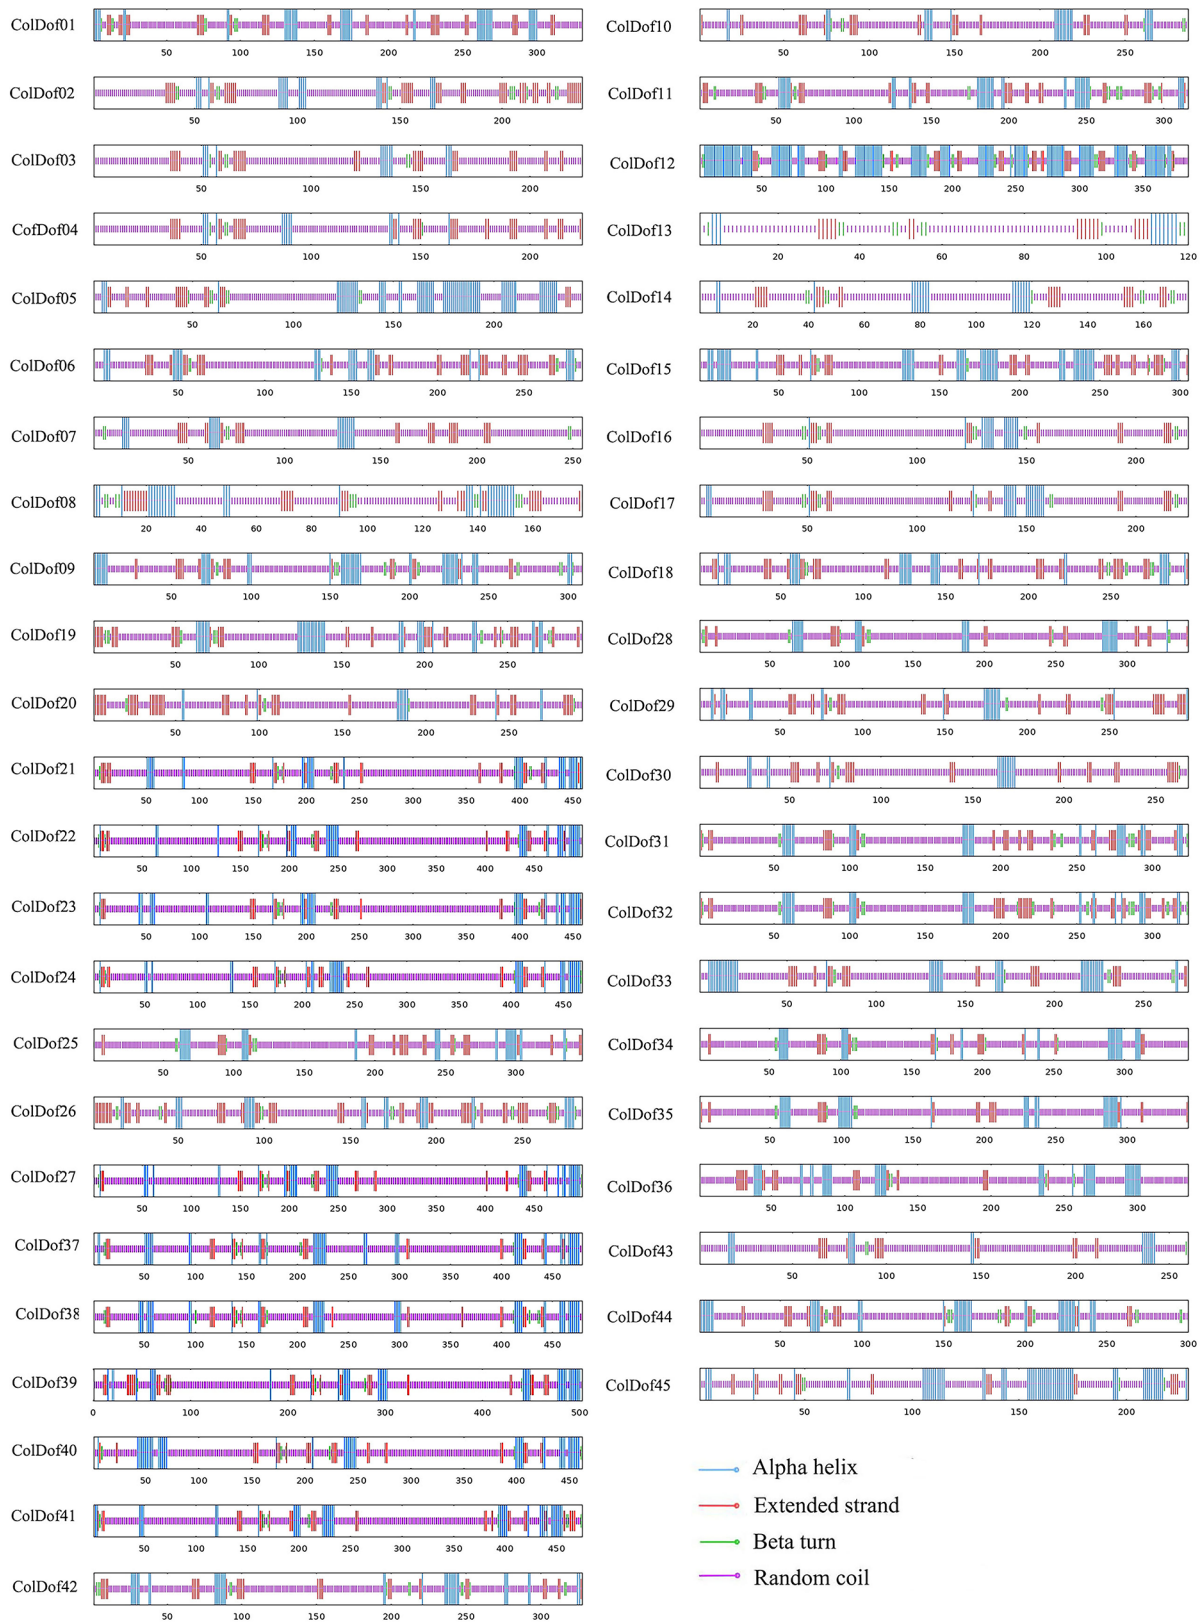 ColDof01
50 100 150 200 250 300
ColDof02
50 100 150 200
ColDof03
50 100 150 200
CofDof04
50 100 150 200
ColDof05
50 100 150 200
ColDof06
50 100 150 200 250
ColDof07
50 100 150 200 250
ColDof08
20 40 60 80 100 120 140 160
ColDof09
50 100 150 200 250 300
ColDof19
50 100 150 200 250
ColDof20
50 100 150 200 250
ColDof21
50 100 150 200 250 300 350 400 450
ColDof22
50 100 150 200 250 300 350 400 450
ColDof23
50 100 150 200 250 300 350 400 450
ColDof24
50 100 150 200 250 300 350 400 450
ColDof25
50 100 150 200 250 300
ColDof26
50 100 150 200 250
ColDof27
50 100 150 200 250 300 350 400 450
ColDof37
50 100 150 200 250 300 350 400 450
ColDof38
50 100 150 200 250 300 350 400 450
ColDof39
0 100 200 300 400 500
ColDof40
50 100 150 200 250 300 350 400 450
ColDof41
50 100 150 200 250 300 350 400 450
ColDof42
50 100 150 200 250 300
ColDof10
50 100 150 200 250
ColDof11
50 100 150 200 250 300
ColDof12
50 100 150 200 250 300 350
ColDof13
20 40 60 80 100 120
ColDof14
20 40 60 80 100 120 140 160
ColDof15
50 100 150 200 250 300
ColDof16
50 100 150 200
ColDof17
50 100 150 200
ColDof18
50 100 150 200 250
ColDof28
50 100 150 200 250 300
ColDof29
50 100 150 200 250
ColDof30
50 100 150 200 250
ColDof31
50 100 150 200 250 300
ColDof32
50 100 150 200 250 300
ColDof33
50 100 150 200 250
ColDof34
50 100 150 200 250 300
ColDof35
50 100 150 200 250 300
ColDof36
50 100 150 200 250 300
ColDof43
50 100 150 200 250
ColDof44
50 100 150 200 250 300
ColDof45
50 100 150 200
Alpha helix
Extended strand
Beta turn
Random coil